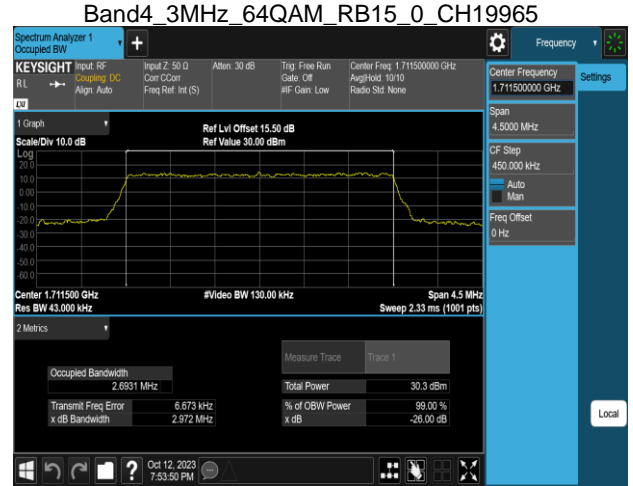 Band4_3MHz_64QAM_RB15_0_CH19965
Spectrum Analyzer 1
Occupied BW
+
Frequency
KEYSIGHT
Input: RF
Input Z: 50 Ω
Atten: 30 dB
Trig: Free Run
Center Freq: 1.711500000 GHz
RL
Coupling: DC
Corr CCorr
Gate: Off
Avg|Hold: 10/10
Align: Auto
Freq Ref: Int (S)
#IF Gain: Low
Radio Std: None
LXI
Center Frequency
1.711500000 GHz
Settings
Span
4.5000 MHz
CF Step
450.000 kHz
Auto
Man
Freq Offset
0 Hz
1 Graph
Ref Lvl Offset 15.50 dB
Scale/Div 10.0 dB
Ref Value 30.00 dBm
Log
20.0
10.0
0.00
-10.0
-20.0
-30.0
-40.0
-50.0
-60.0
Center 1.711500 GHz
#Video BW 130.00 kHz
Span 4.5 MHz
Res BW 43.000 kHz
Sweep 2.33 ms (1001 pts)
2 Metrics
Measure Trace
Trace 1
Occupied Bandwidth
2.6931 MHz
Total Power
30.3 dBm
Transmit Freq Error
6.673 kHz
% of OBW Power
99.00 %
x dB Bandwidth
2.972 MHz
x dB
-26.00 dB
Local
?
Oct 12, 2023
7:53:50 PM